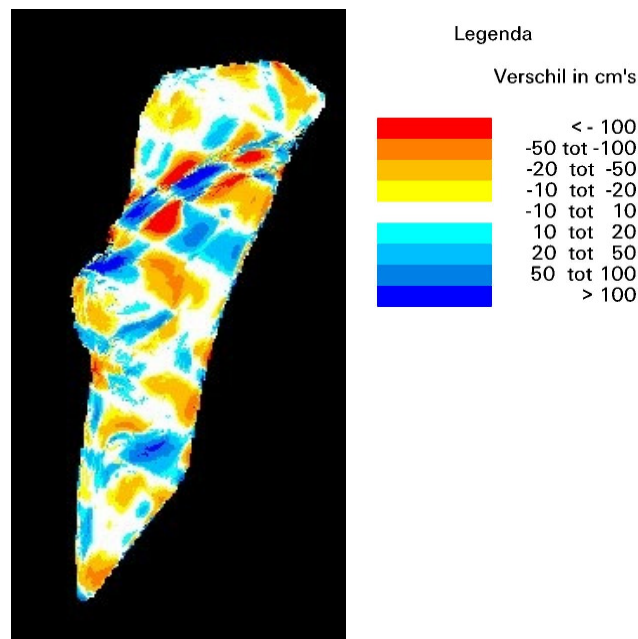 Legenda
Verschil in cm's
< - 100
-50 tot -100
-20 tot -50
-10 tot -20
-10 tot 10
10 tot 20
20 tot 50
50 tot 100
> 100